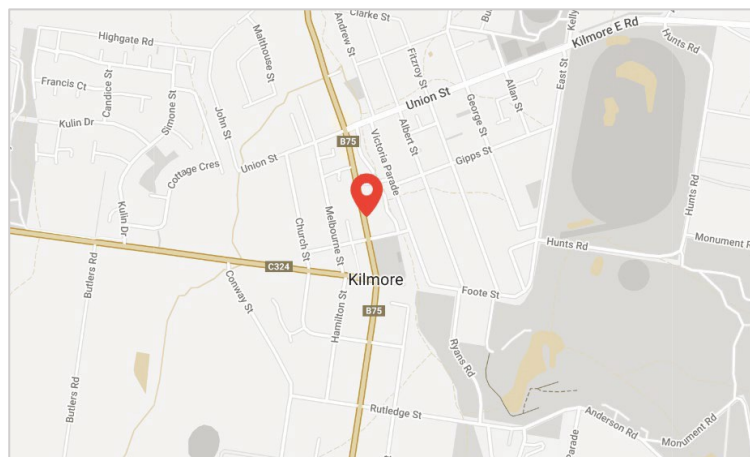 Clarke St
Kelly
Highgate Rd
Malthouse St
Andrew St
Fitzroy St
Kilmore E Rd
Hunts Rd
Francis Ct
Candice St
Simone St
Allan St
East St
Union St
George St
Kulin Dr
John St
Albert St
B75
Victoria Parade
Gipps St
Cottage Cres
Union St
Hunts Rd
Kulin Dr
Melbourne St
Church St
Hunts Rd
Monument
Butlers Rd
C324
Conway St
Kilmore
Foote St
Hamilton St
B75
Ryans Rd
Butlers Rd
Rutledge St
Anderson Rd
Monument Rd
Parade